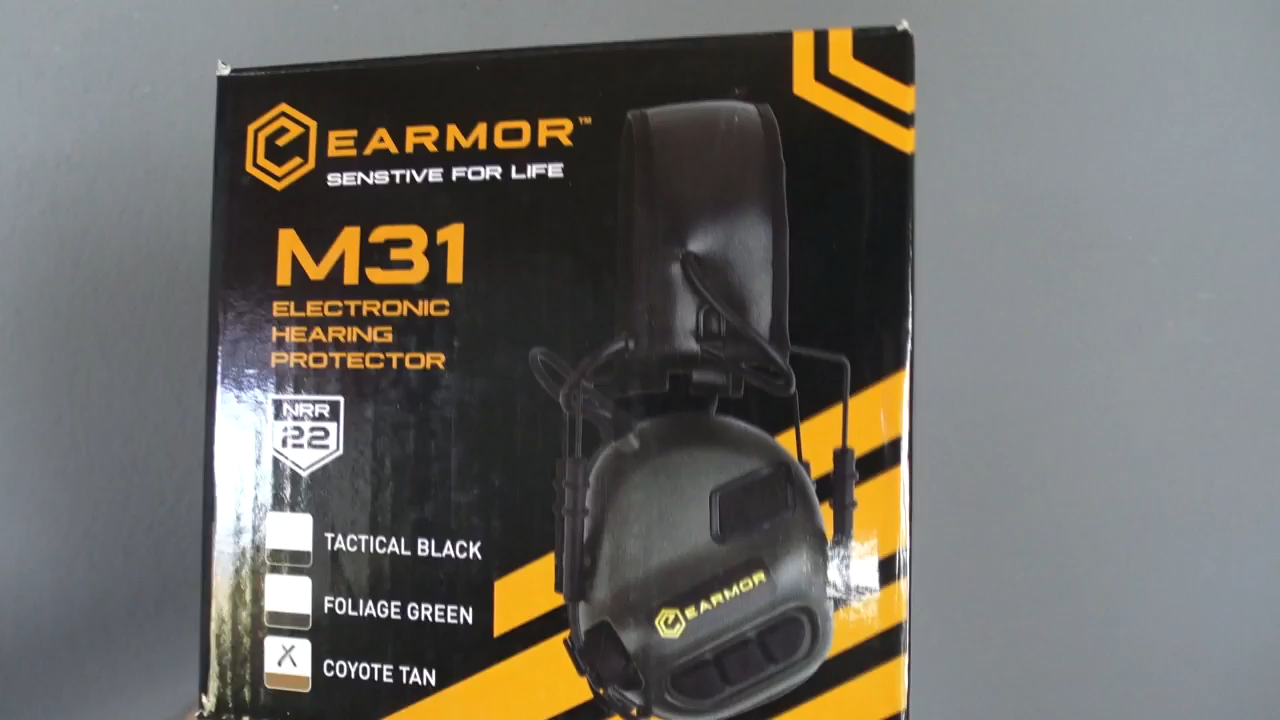 EARMOR™
SENSTIVE FOR LIFE
M31
ELECTRONIC
HEARING
PROTECTOR
NRR
22
TACTICAL BLACK
FOLIAGE GREEN
X COYOTE TAN
EARMOR